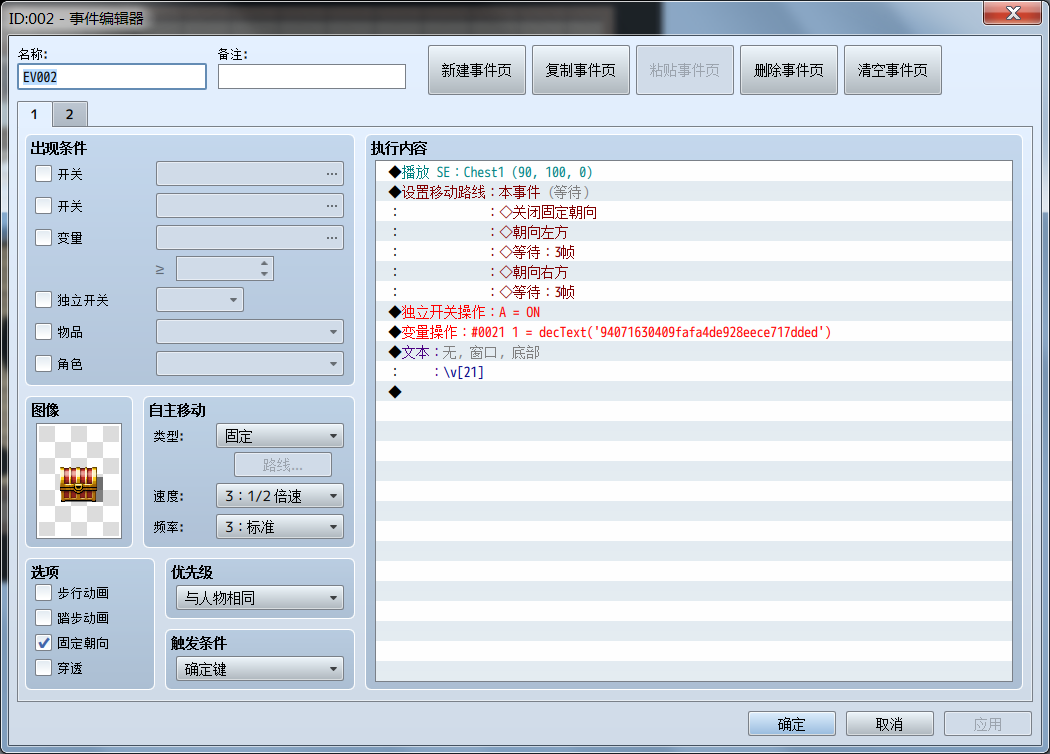 ID:002 - 事件编辑器
名称:
备注:
EV002
新建事件页
复制事件页
粘贴事件页
删除事件页
清空事件页
1
2
出现条件
开关
...
开关
...
变量
...
≥
独立开关
物品
角色
图像
自主移动
类型:
固定
路线...
速度:
3：1/2 倍速
频率:
3：标准
选项
步行动画
踏步动画
固定朝向
穿透
优先级
与人物相同
触发条件
确定键
执行内容
◆播放 SE：Chest1 (90, 100, 0)
◆设置移动路线：本事件 (等待)
：　　　　　　：◇关闭固定朝向
：　　　　　　：◇朝向左方
：　　　　　　：◇等待：3帧
：　　　　　　：◇朝向右方
：　　　　　　：◇等待：3帧
◆独立开关操作：A = ON
◆变量操作：#0021 1 = decText('94071630409fafa4de928eece717dded')
◆文本：无, 窗口, 底部
：　　：\v[21]
◆
确定
取消
应用